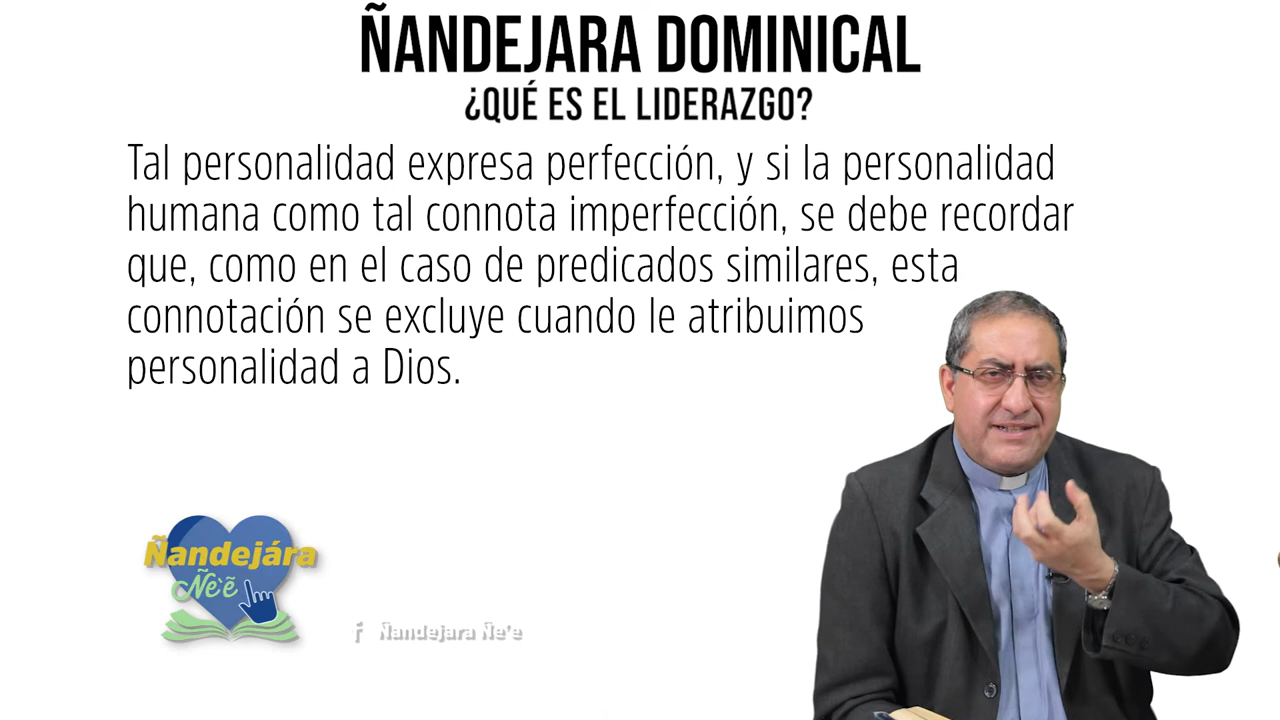 ÑANDEJARA DOMINICAL
¿QUÉ ES EL LIDERAZGO?
Tal personalidad expresa perfección, y si la personalidad
humana como tal connota imperfección, se debe recordar
que, como en el caso de predicados similares, esta
connotación se excluye cuando le atribuimos
personalidad a Dios.
Ñandejára
Ñe'ẽ
f Ñandejara Ñe'e